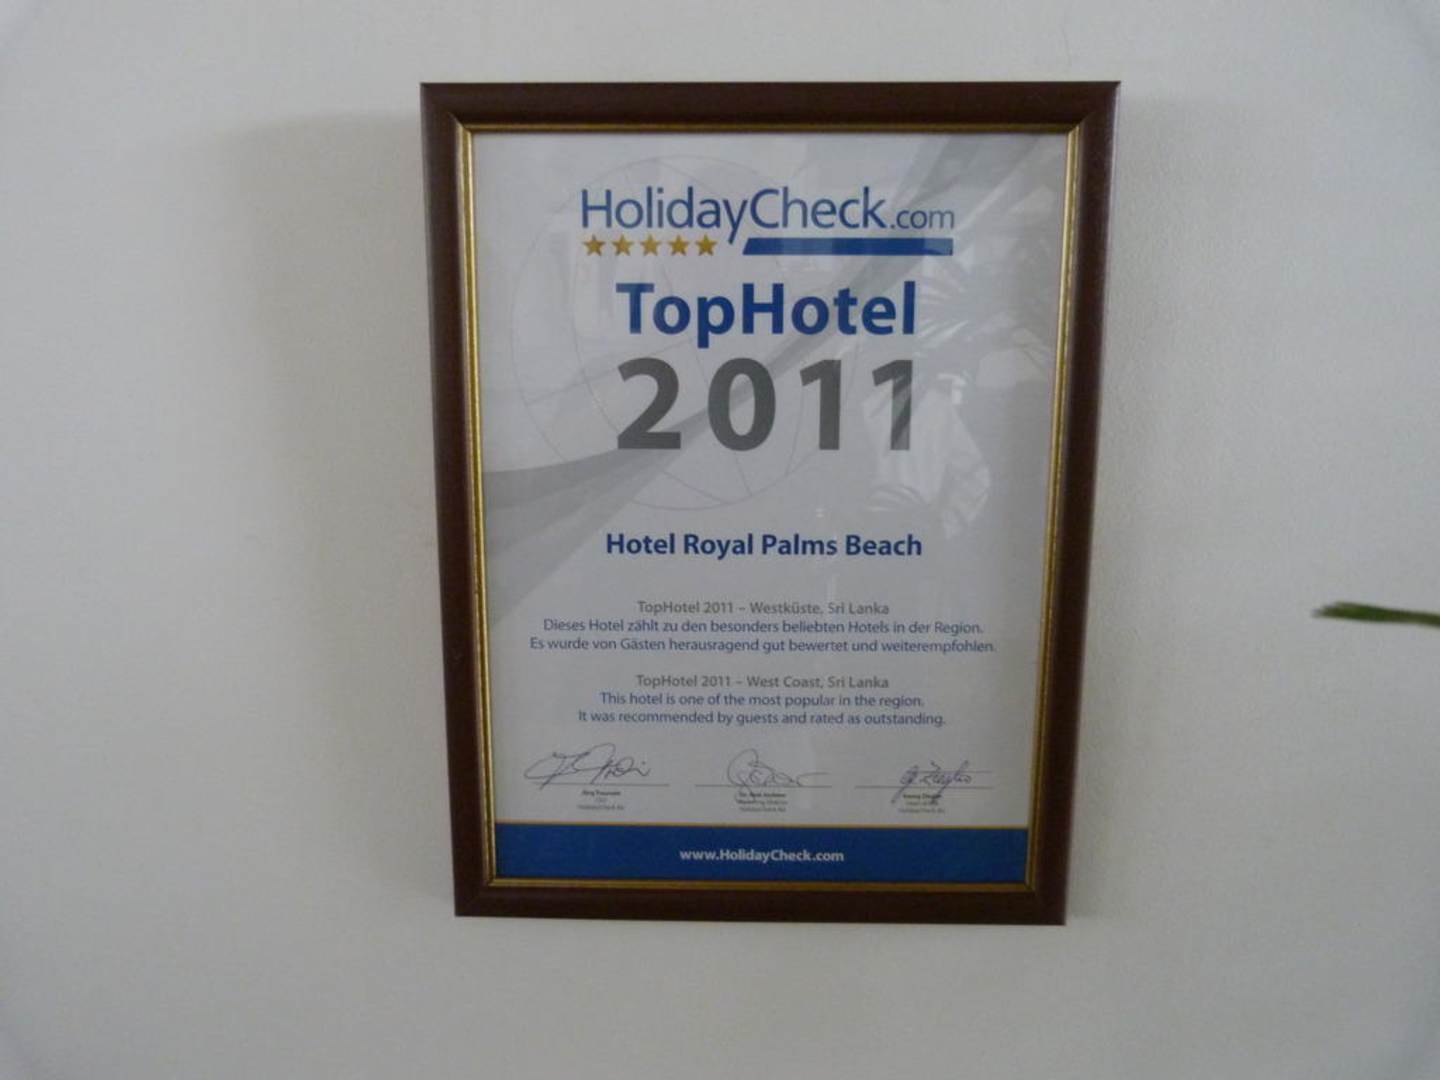 HolidayCheck.com
TopHotel
2011
Hotel Royal Palms Beach
TopHotel 2011 – Westküste, Sri Lanka
Dieses Hotel zählt zu den besonders beliebten Hotels in der Region.
Es wurde von Gästen herausragend gut bewertet und weiterempfohlen.
TopHotel 2011 – West Coast, Sri Lanka
This hotel is one of the most popular in the region.
It was recommended by guests and rated as outstanding.
www.HolidayCheck.com